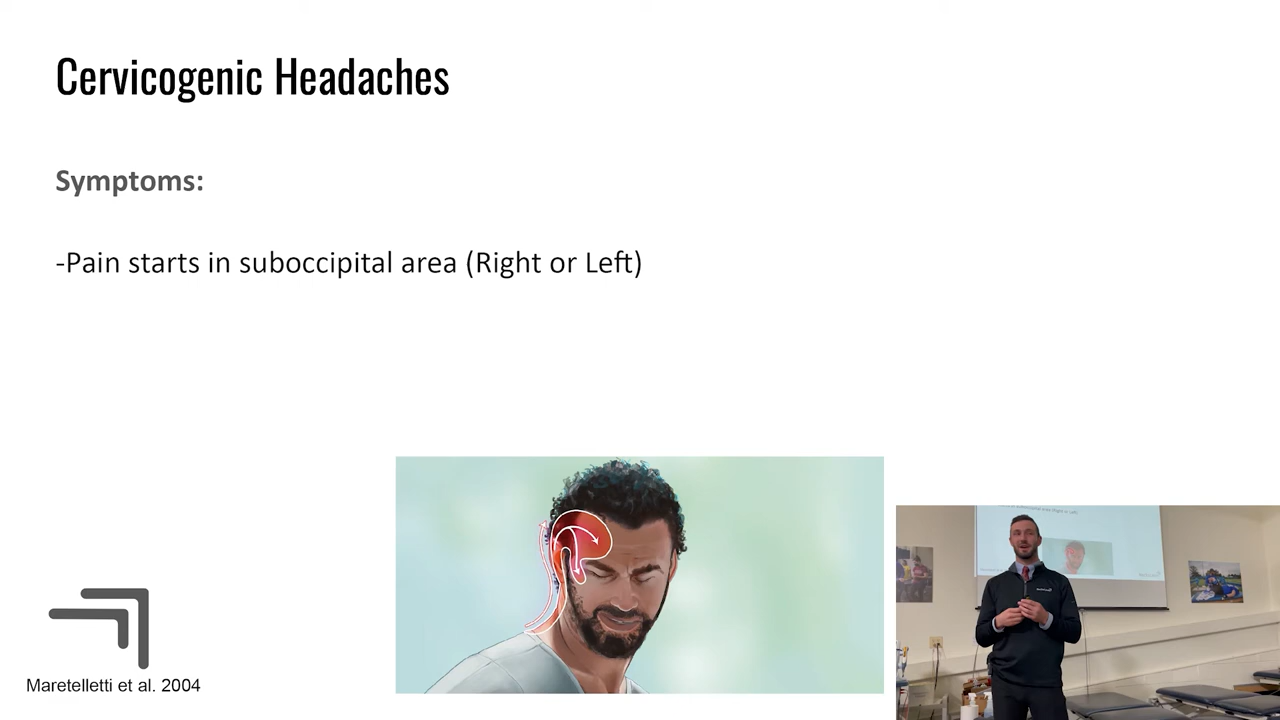 Cervicogenic Headaches
Symptoms:
-Pain starts in suboccipital area (Right or Left)
Maretelletti et al. 2004